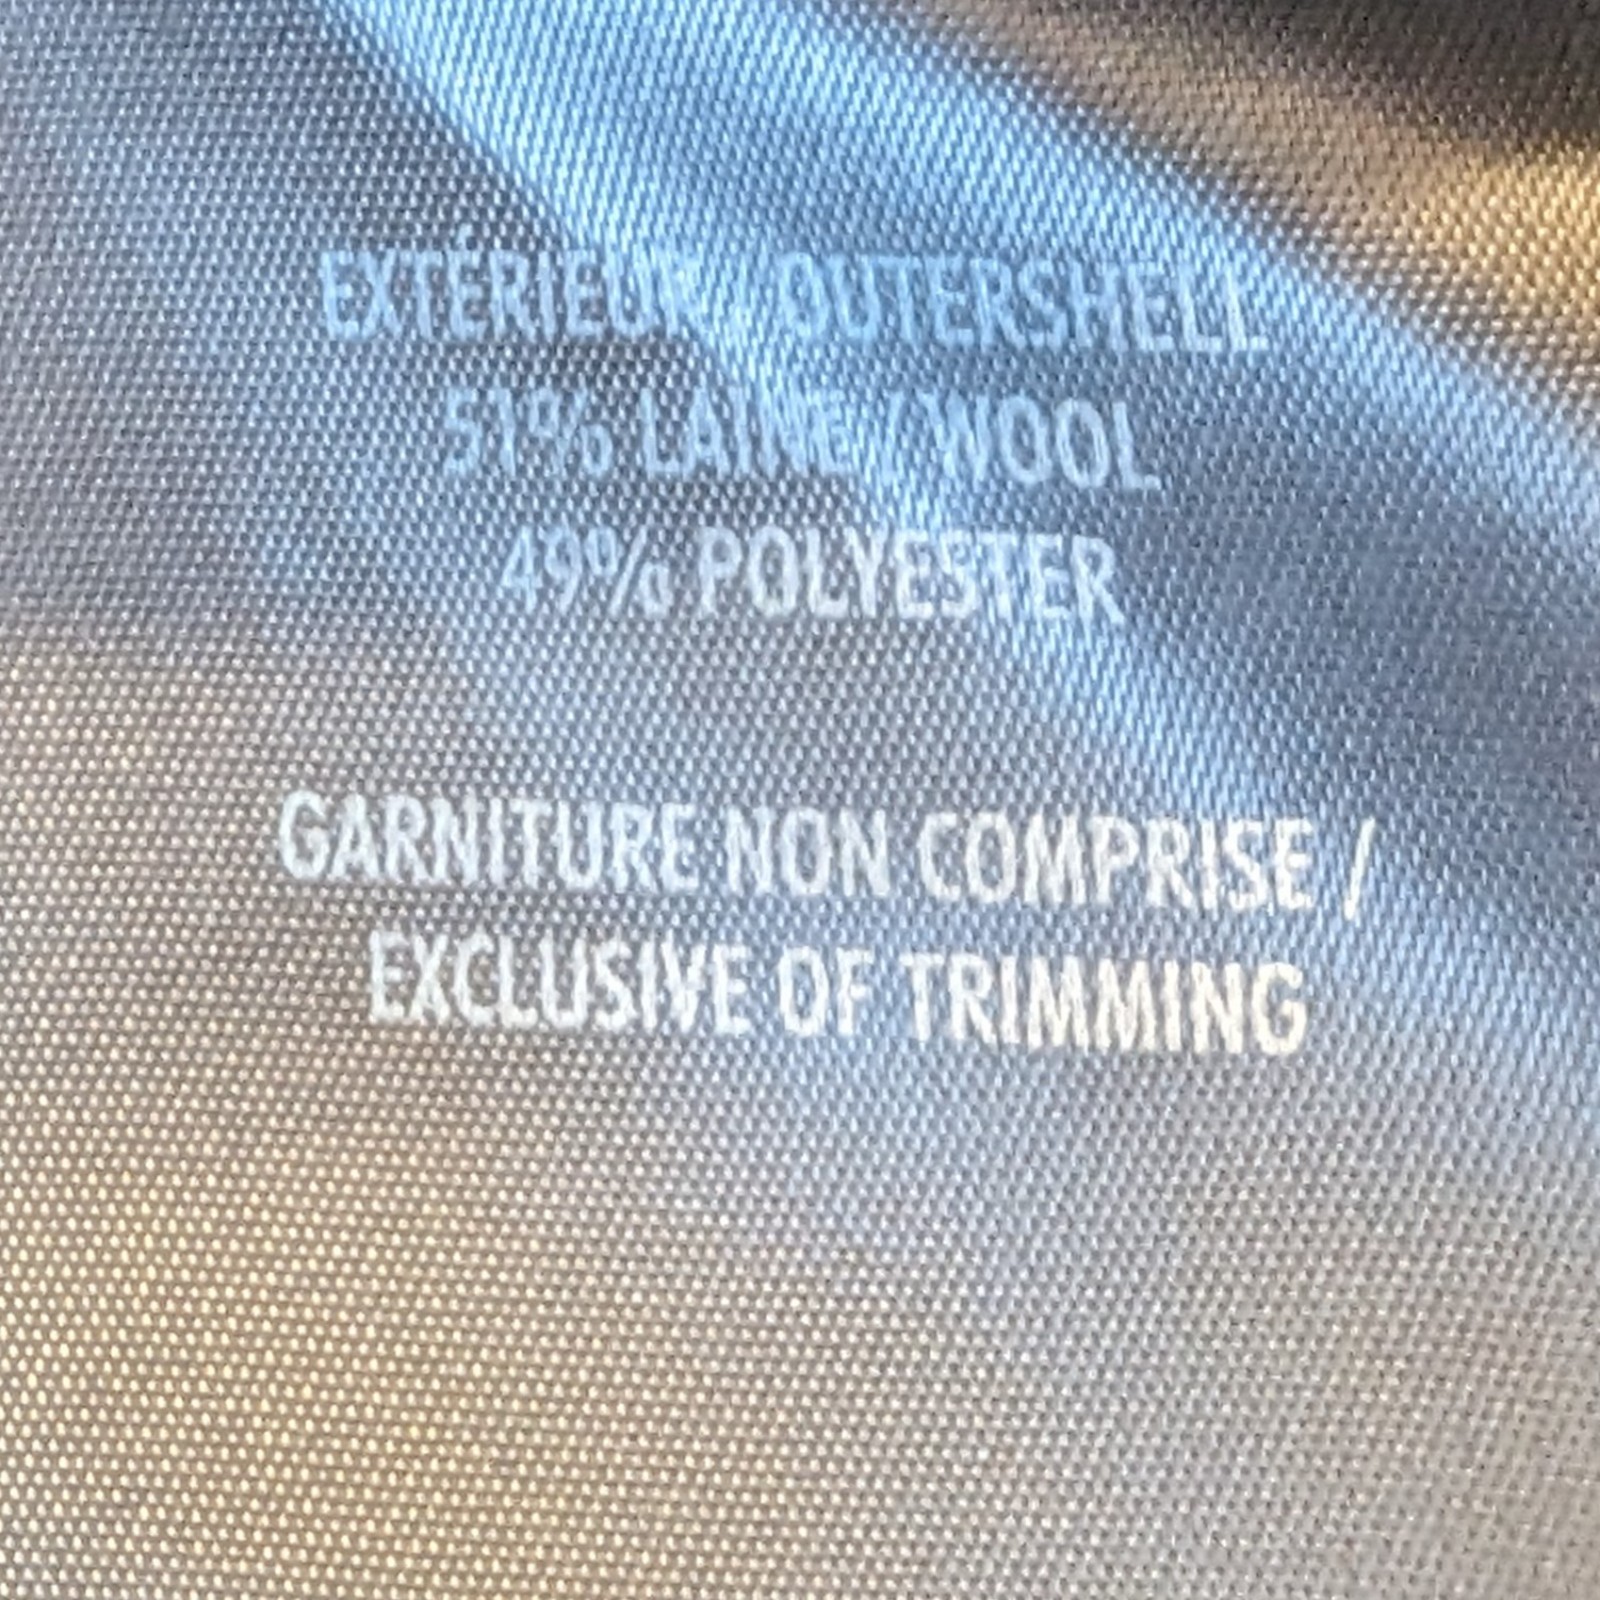 EXTÉRIEUR / OUTERSHELL
51% LAINE / WOOL
49% POLYESTER
GARNITURE NON COMPRISE /
EXCLUSIVE OF TRIMMING